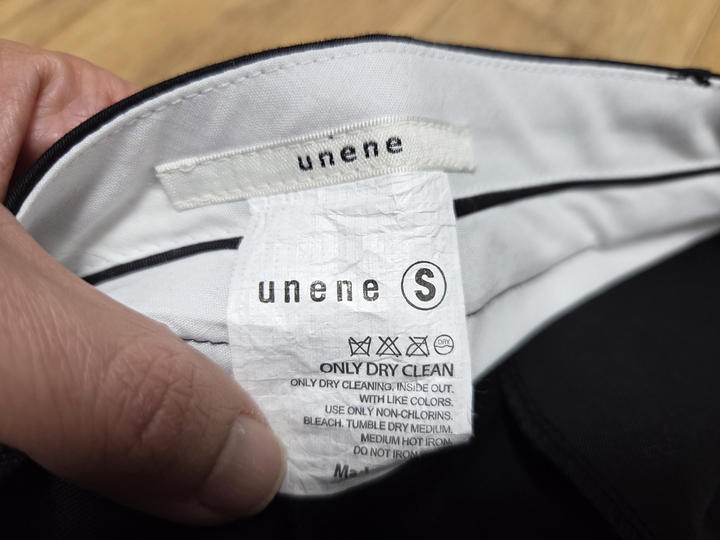 unene
unene S
DRY
ONLY DRY CLEAN
ONLY DRY CLEANING, INSIDE OUT.
WITH LIKE COLORS.
USE ONLY NON-CHLORINS.
BLEACH. TUMBLE DRY MEDIUM.
MEDIUM HOT IRON.
DO NOT IRON